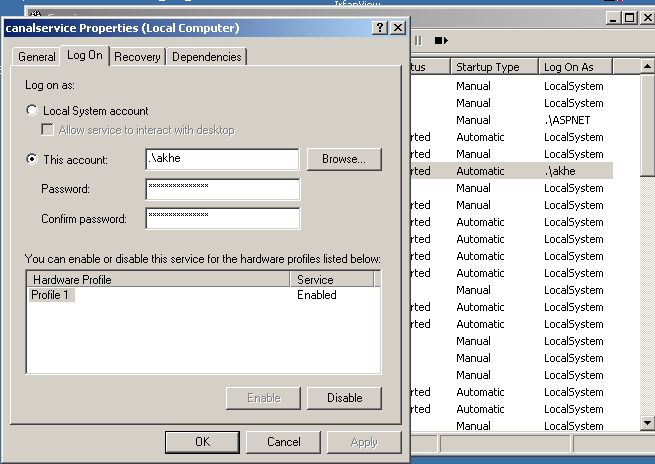 IrfanView
canalservice Properties (Local Computer)
General Log On Recovery Dependencies
Log on as:
Local System account
Allow service to interact with desktop
This account: .\akhe Browse...
Password: **************
Confirm password: **************
You can enable or disable this service for the hardware profiles listed below:
Hardware Profile Service
Profile 1 Enabled
Enable Disable
OK Cancel Apply
tus Startup Type Log On As
Manual LocalSystem
Manual LocalSystem
Manual .\ASPNET
rted Automatic LocalSystem
rted Manual LocalSystem
rted Automatic .\akhe
Manual LocalSystem
rted Manual LocalSystem
rted Automatic LocalSystem
rted Automatic LocalSystem
rted Automatic LocalSystem
rted Automatic LocalSystem
Manual LocalSystem
rted Automatic LocalSystem
rted Automatic LocalSystem
Manual LocalSystem
Manual LocalSystem
Manual LocalSystem
rted Automatic LocalSystem
rted Automatic LocalSystem
Manual LocalSystem